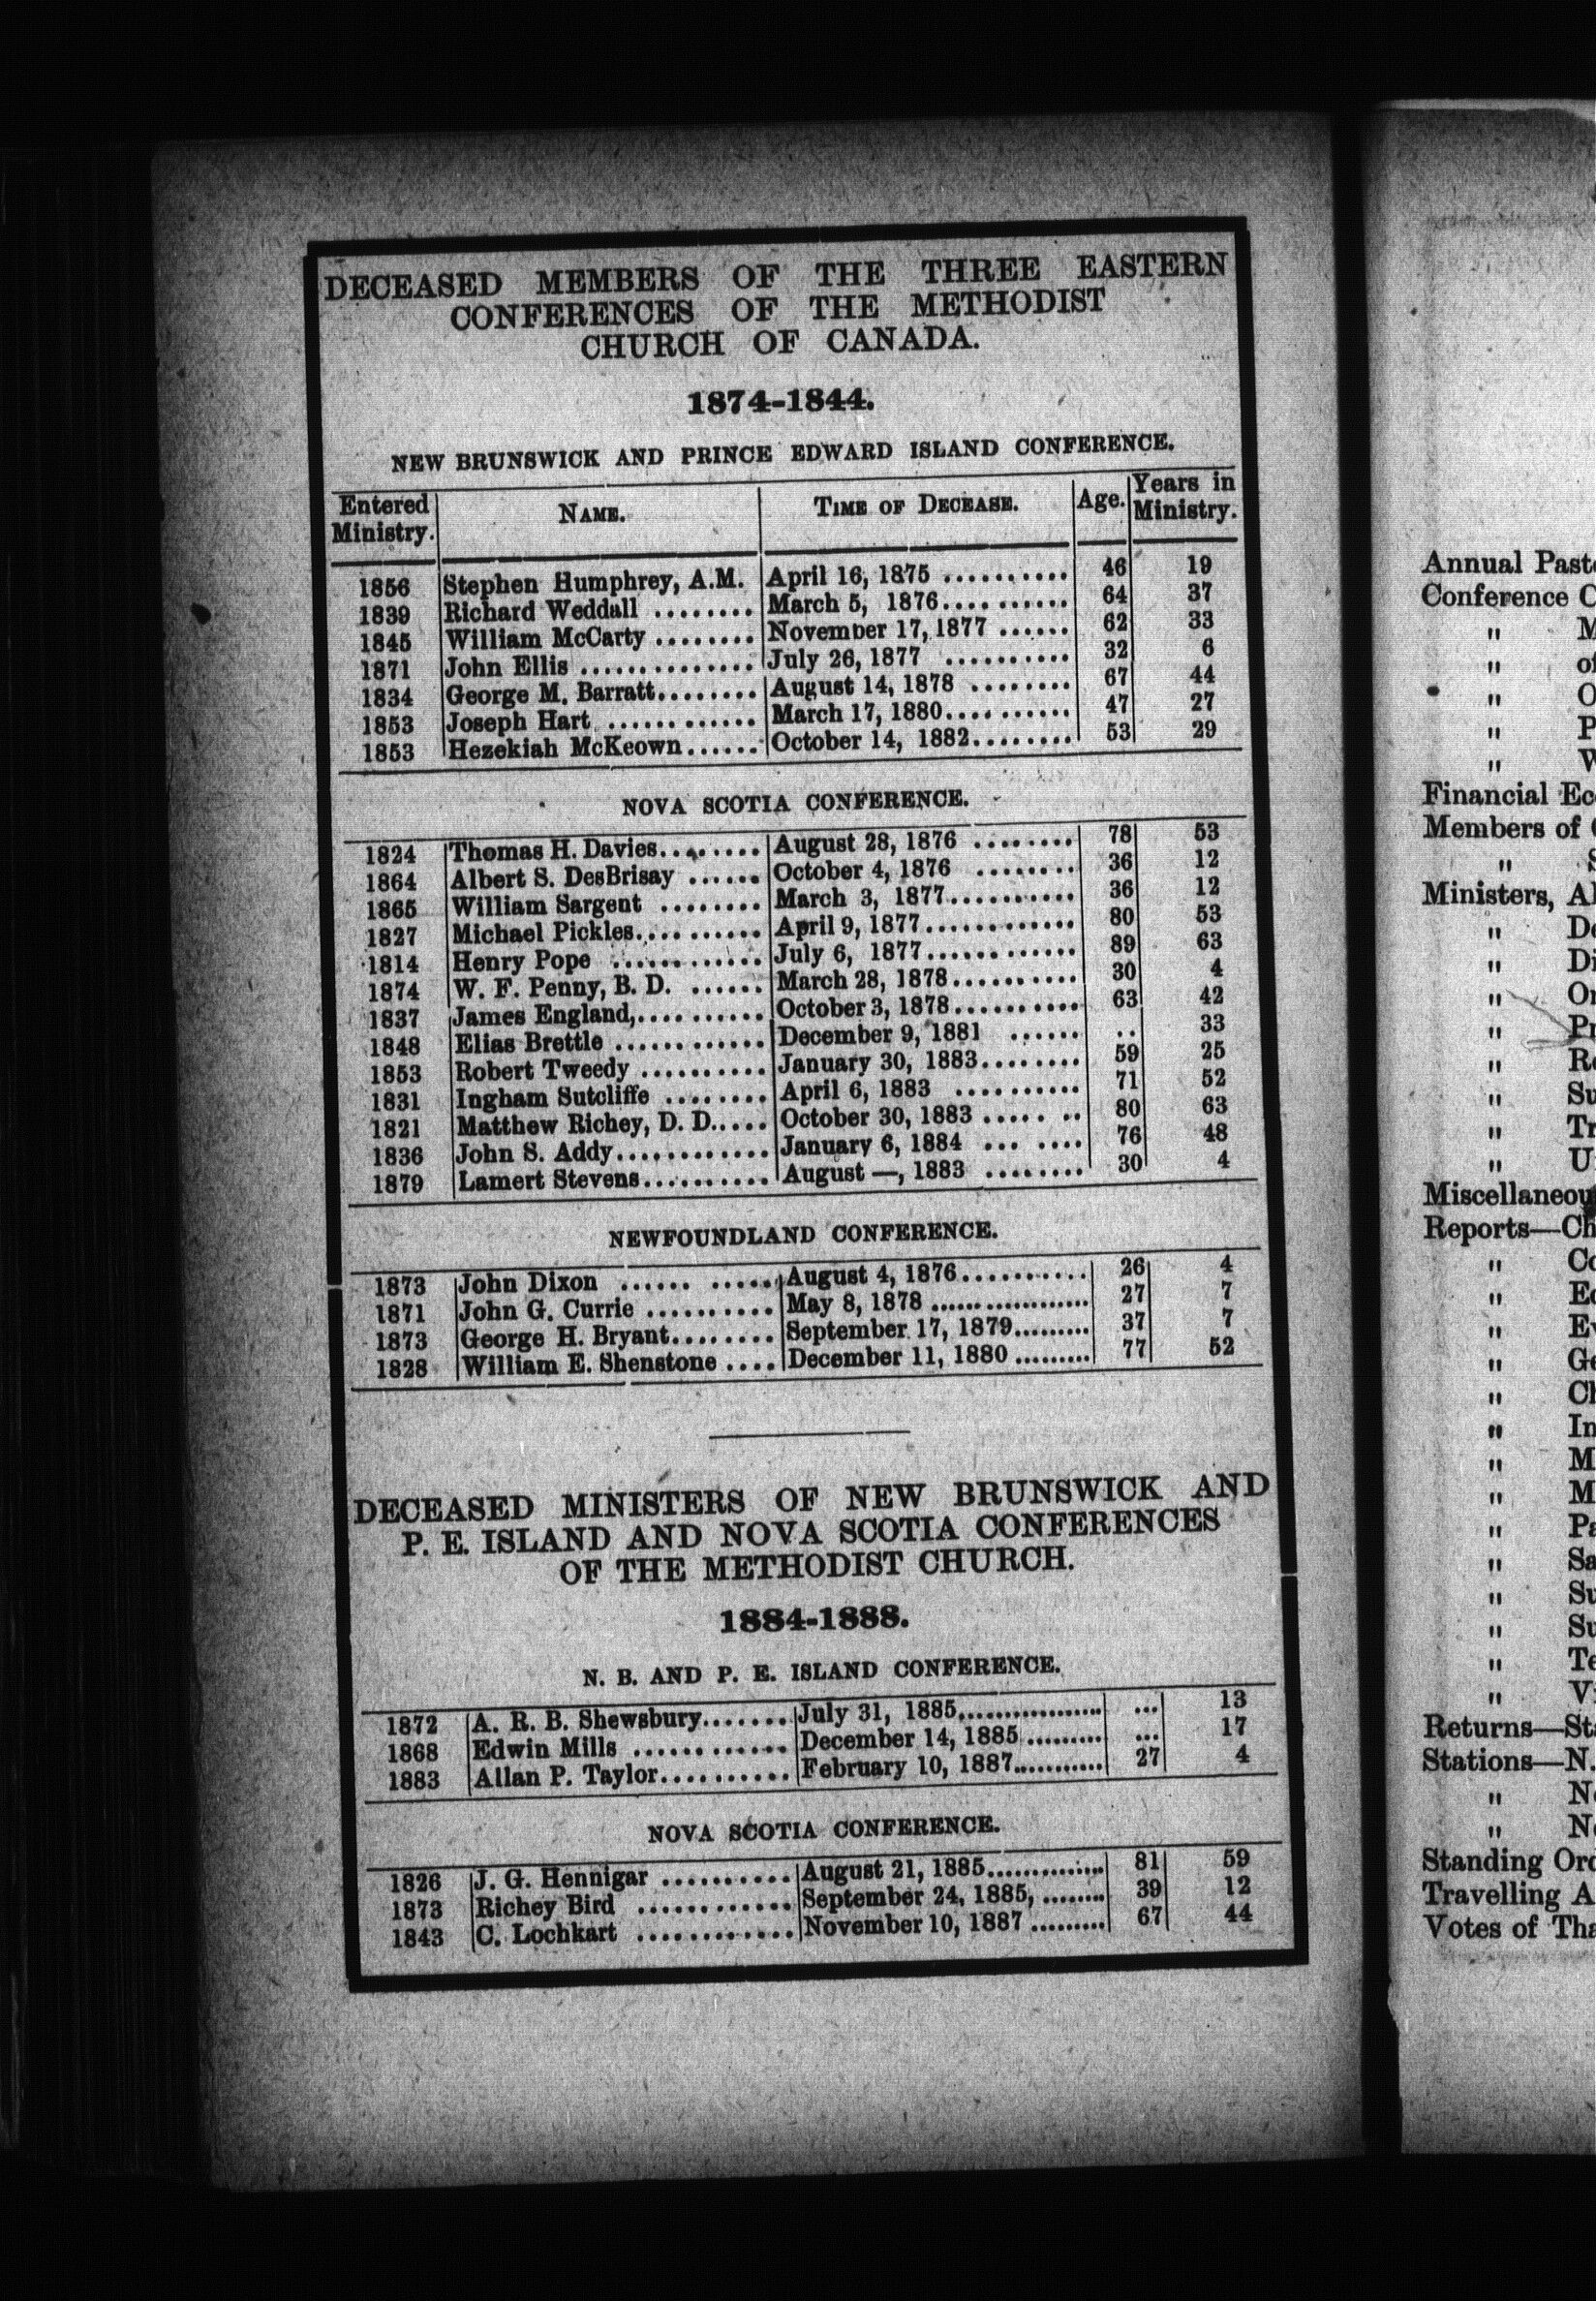 DECEASED MEMBERS OF THE THREE EASTERN
CONFERENCES OF THE METHODIST
CHURCH OF CANADA.
1874-1844.
NEW BRUNSWICK AND PRINCE EDWARD ISLAND CONFERENCE.
Entered Ministry. NAME. TIME OF DECEASE. Age. Years in Ministry.
1856 Stephen Humphrey, A.M. April 16, 1875 .......... 46 19
1839 Richard Weddall ........ March 5, 1876.......... 64 37
1845 William McCarty ........ November 17, 1877 ...... 62 33
1871 John Ellis .............. July 26, 1877 .......... 32 6
1834 George M. Barratt........ August 14, 1878 ........ 67 44
1853 Joseph Hart ............ March 17, 1880.......... 47 27
1853 Hezekiah McKeown...... October 14, 1882........ 53 29
NOVA SCOTIA CONFERENCE.
1824 Thomas H. Davies........ August 28, 1876 ........ 78 53
1864 Albert S. DesBrisay ...... October 4, 1876 ........ 36 12
1865 William Sargent ........ March 3, 1877.......... 36 12
1827 Michael Pickles.......... April 9, 1877............ 80 53
1814 Henry Pope ............ July 6, 1877............ 89 63
1874 W. F. Penny, B. D. ...... March 28, 1878.......... 30 4
1837 James England,.......... October 3, 1878.......... 63 42
1848 Elias Brettle ............ December 9, 1881 ...... .. 33
1853 Robert Tweedy .......... January 30, 1883........ 59 25
1831 Ingham Sutcliffe ........ April 6, 1883 .......... 71 52
1821 Matthew Richey, D. D..... October 30, 1883 ..... .. 80 63
1836 John S. Addy............ January 6, 1884 ... .... 76 48
1879 Lamert Stevens.......... August —, 1883 ........ 30 4
NEWFOUNDLAND CONFERENCE.
1873 John Dixon ...... ..... August 4, 1876........... 26 4
1871 John G. Currie .......... May 8, 1878 ................... 27 7
1873 George H. Bryant........ September 17, 1879......... 37 7
1828 William E. Shenstone .... December 11, 1880 ......... 77 52
DECEASED MINISTERS OF NEW BRUNSWICK AND
P. E. ISLAND AND NOVA SCOTIA CONFERENCES
OF THE METHODIST CHURCH.
1884-1888.
N. B. AND P. E. ISLAND CONFERENCE.
1872 A. R. B. Shewsbury....... July 31, 1885.................. ... 13
1868 Edwin Mills ............ December 14, 1885 ......... ... 17
1883 Allan P. Taylor.......... February 10, 1887........... 27 4
NOVA SCOTIA CONFERENCE.
1826 J. G. Hennigar .......... August 21, 1885.............. 81 59
1873 Richey Bird ............ September 24, 1885, ........ 39 12
1843 C. Lochkart ............ November 10, 1887 ......... 67 44
Annual
Conference
" 
" of
" 
" 
" 
Financial
Members of
" 
Ministers,
" 
" 
" 
" 
" 
" 
" 
" 
Reports—
" 
" 
" 
" 
" 
" 
" 
" 
" 
" 
" 
" 
" 
" 
Returns—
Stations—N.
" 
" 
Standing
Travelling
Votes of